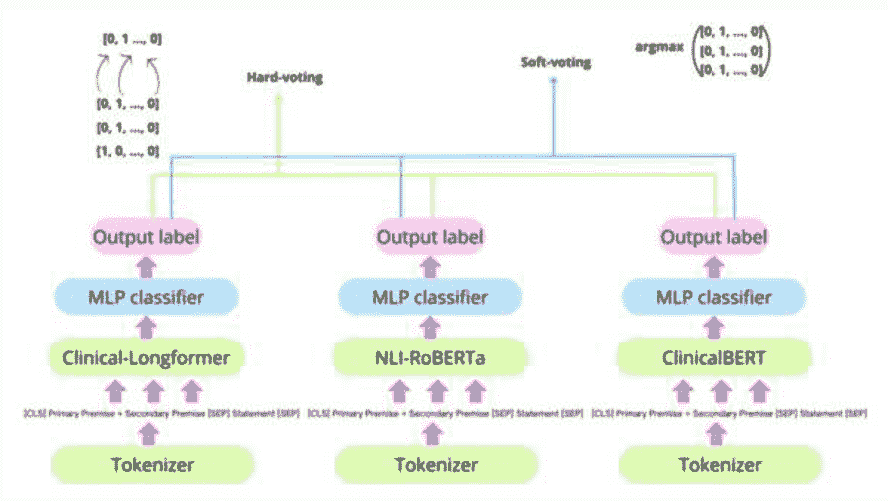 [0, 1 ..., 0]
[0, 1, ..., 0]
[0, 1, ..., 0]
[1, 0, ..., 0]
Hard-voting
Soft-voting
argmax
[0, 1, ..., 0]
[0, 1, ..., 0]
[0, 1, ..., 0]
Output label
Output label
Output label
MLP classifier
MLP classifier
MLP classifier
Clinical-Longformer
NLI-RoBERTa
ClinicalBERT
[CLS] Primary Premise + Secondary Premise [SEP] Statement [SEP]
[CLS] Primary Premise + Secondary Premise [SEP] Statement [SEP]
[CLS] Primary Premise + Secondary Premise [SEP] Statement [SEP]
Tokenizer
Tokenizer
Tokenizer